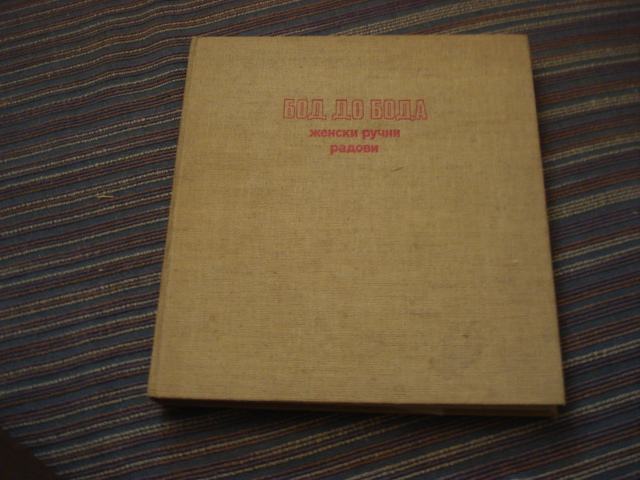 БОД ДО БОДА
женски ручни
радови